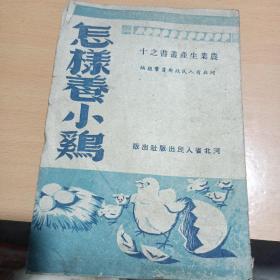 農業生產叢書之十
河北省人民政府農業廳編
怎樣養小鷄
河北省人民出版社出版